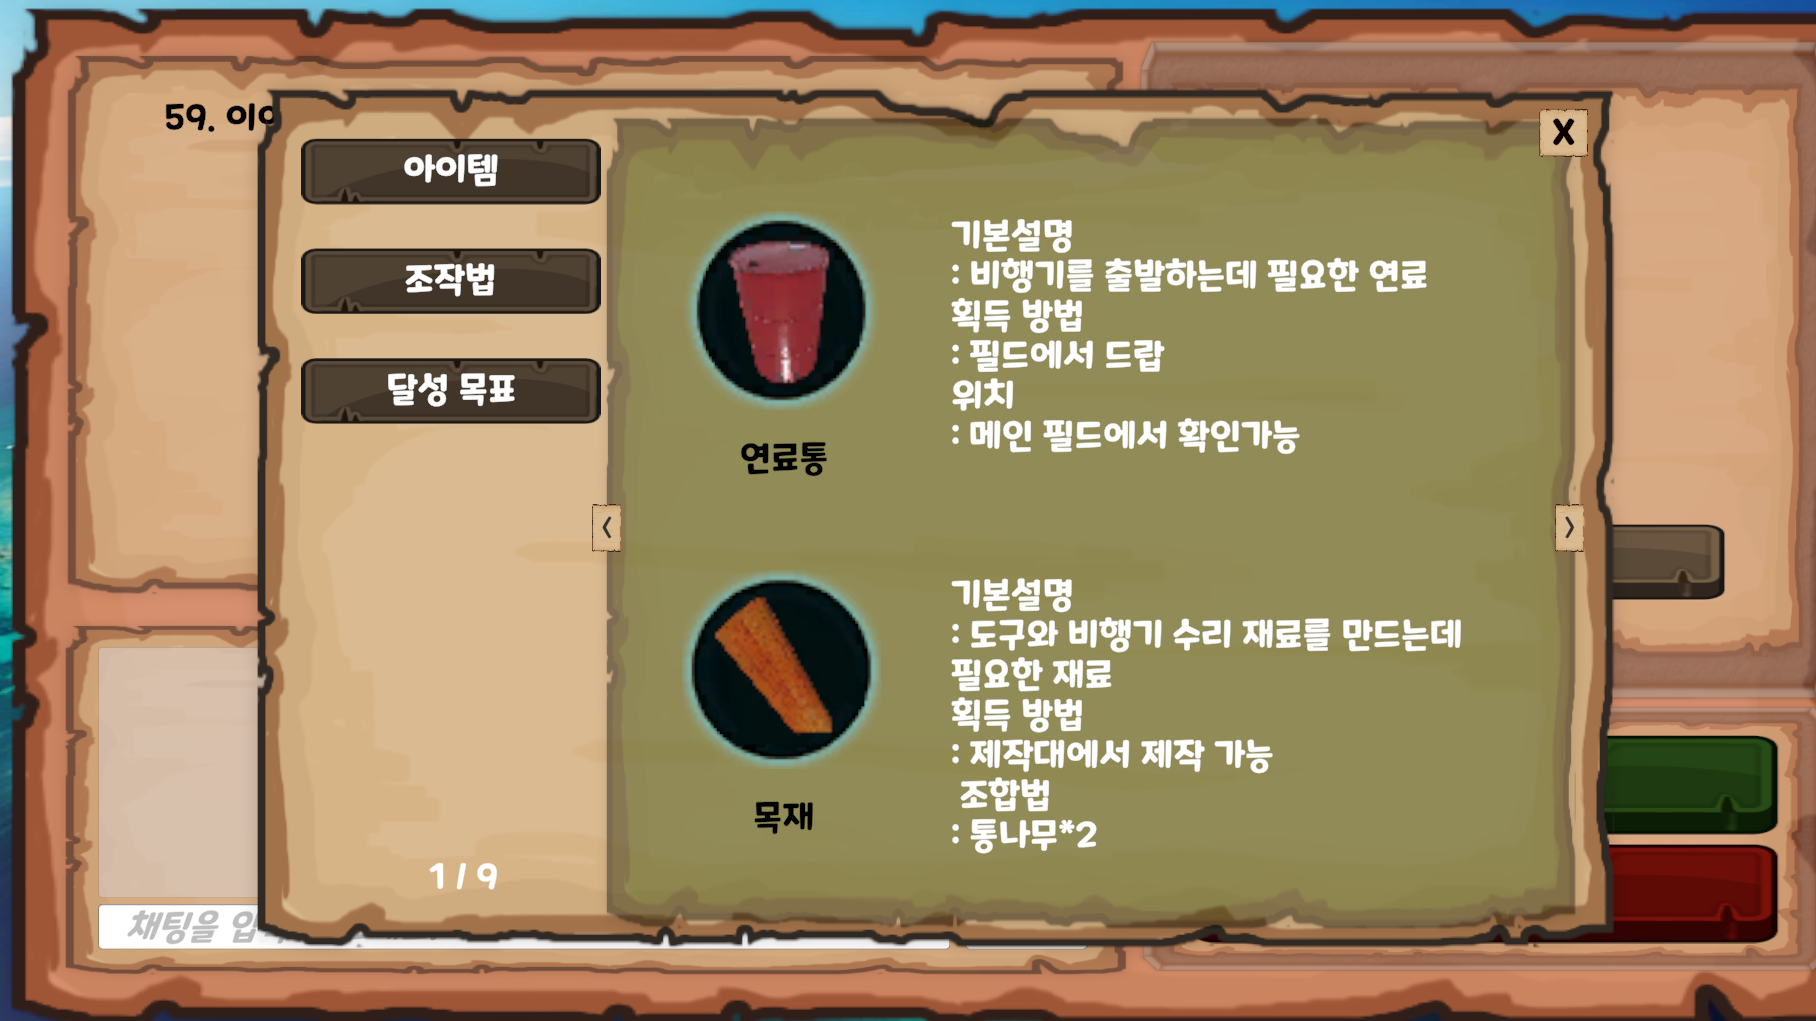 59. 이
아이템
조작법
달성 목표
X
기본설명
: 비행기를 출발하는데 필요한 연료
획득 방법
: 필드에서 드랍
위치
: 메인 필드에서 확인가능
연료통
<
>
기본설명
: 도구와 비행기 수리 재료를 만드는데
필요한 재료
획득 방법
: 제작대에서 제작 가능
조합법
: 통나무*2
목재
1 / 9
채팅을